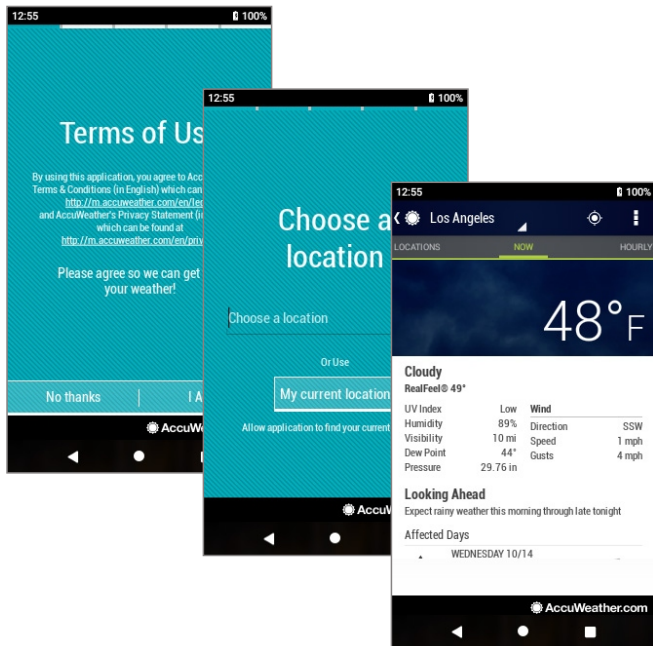 12:55 100%
Terms of Us
By using this application, you agree to Acc
Terms & Conditions (in English) which can
http://m.accuweather.com/en/leg
and AccuWeather's Privacy Statement (i
which can be found at
http://m.accuweather.com/en/priv
Please agree so we can get
your weather!
No thanks I A
AccuW
12:55 100%
Choose a
location
Choose a location
Or Use
My current location
Allow application to find your current
AccuW
12:55 100%
Los Angeles
LOCATIONS NOW HOURLY
48°F
Cloudy
RealFeel® 49°
UV Index Low Wind
Humidity 89% Direction SSW
Visibility 10 mi Speed 1 mph
Dew Point 44° Gusts 4 mph
Pressure 29.76 in
Looking Ahead
Expect rainy weather this morning through late tonight
Affected Days
WEDNESDAY 10/14
AccuWeather.com